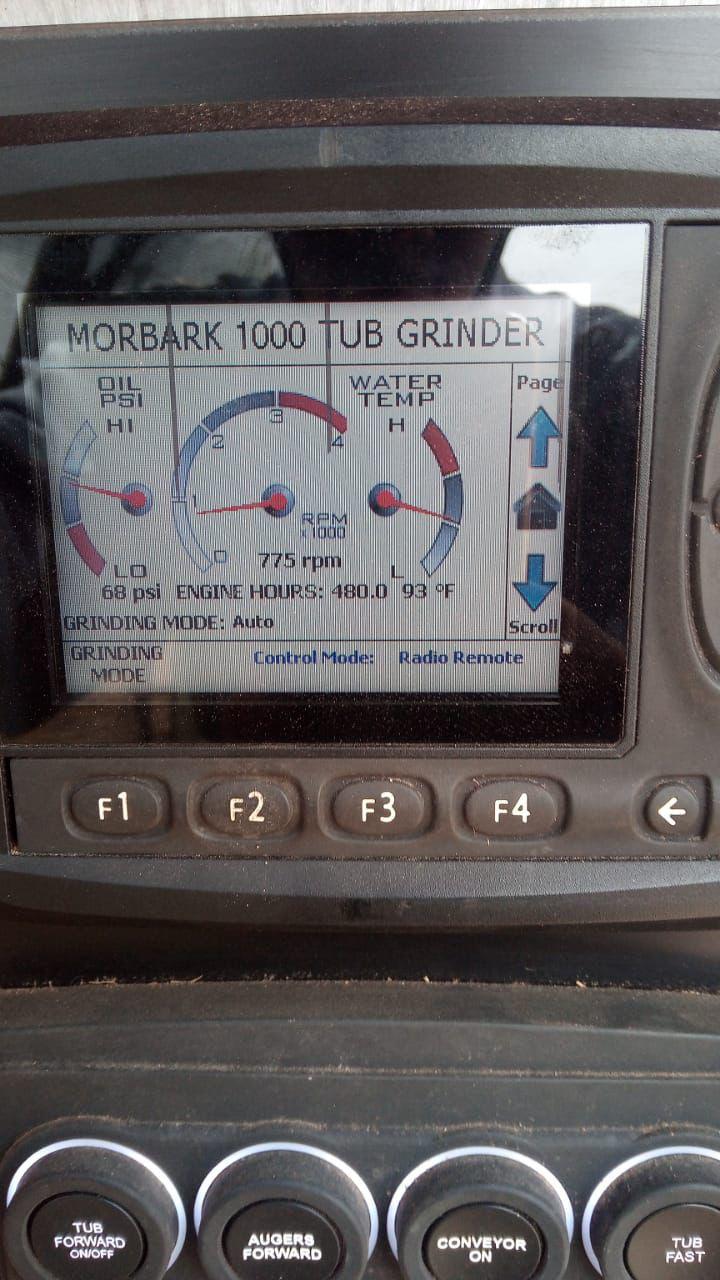 MORBARK 1000 TUB GRINDER
OIL
PSI
HI
LO
68 psi
0
1
2
3
4
RPM
x1000
775 rpm
WATER
TEMP
H
L
93 °F
ENGINE HOURS: 480.0
Page
Scroll
GRINDING MODE: Auto
GRINDING
MODE
Control Mode: Radio Remote
F1
F2
F3
F4
TUB
FORWARD
ON/OFF
AUGERS
FORWARD
CONVEYOR
ON
TUB
FAST